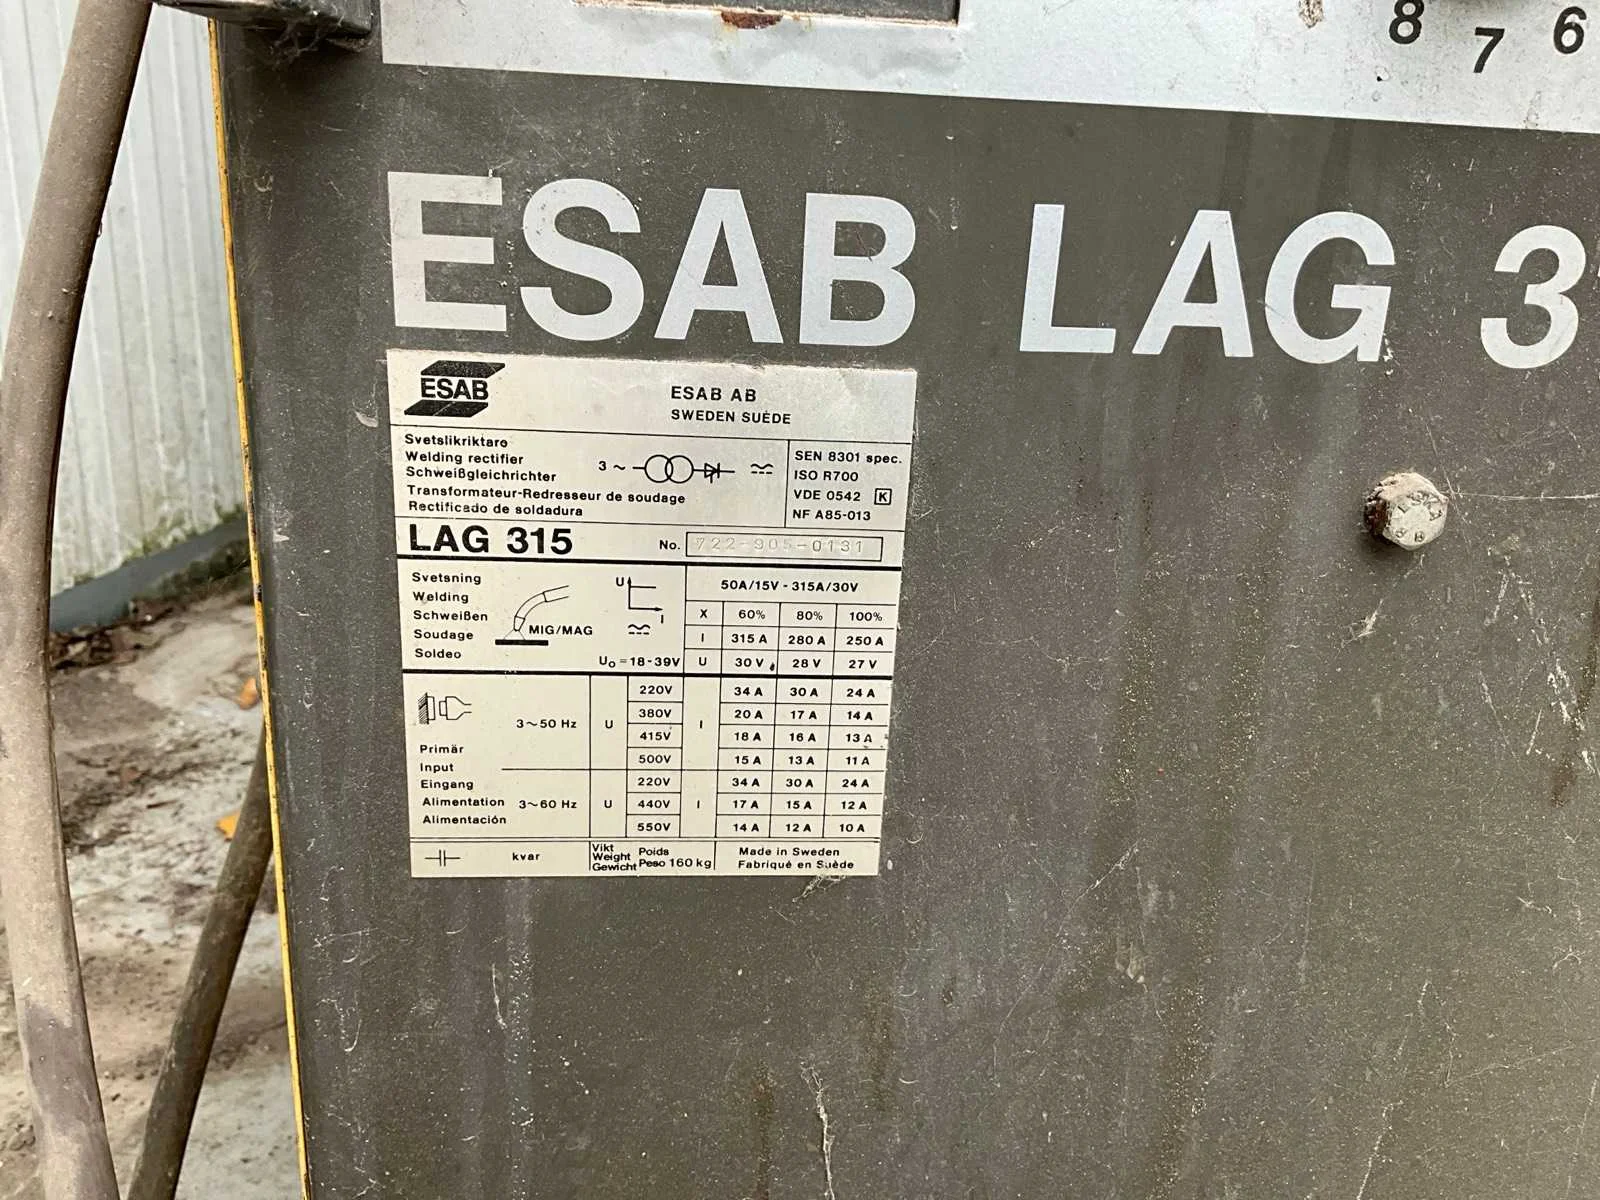 8 7 6
ESAB LAG 3
ESAB
ESAB AB
SWEDEN SUÈDE
Svetslikriktare
Welding rectifier
Schweißgleichrichter
Transformateur-Redresseur de soudage
Rectificado de soldadura
3 ~
SEN 8301 spec.
ISO R700
VDE 0542 K
NF A85-013
LAG 315 No. 722-905-0131
Svetsning
Welding
Schweißen
Soudage
Soldeo
MIG/MAG
U
I
U₀ = 18-39V
50A/15V - 315A/30V
X 60% 80% 100%
I 315 A 280 A 250 A
U 30 V 28 V 27 V
Primär
Input
Eingang
Alimentation
Alimentación
3~50 Hz U I
220V 34 A 30 A 24 A
380V 20 A 17 A 14 A
415V 18 A 16 A 13 A
500V 15 A 13 A 11 A
3~60 Hz U I
220V 34 A 30 A 24 A
440V 17 A 15 A 12 A
550V 14 A 12 A 10 A
kvar
Vikt Poids
Weight Peso 160 kg
Gewicht
Made in Sweden
Fabriqué en Suède